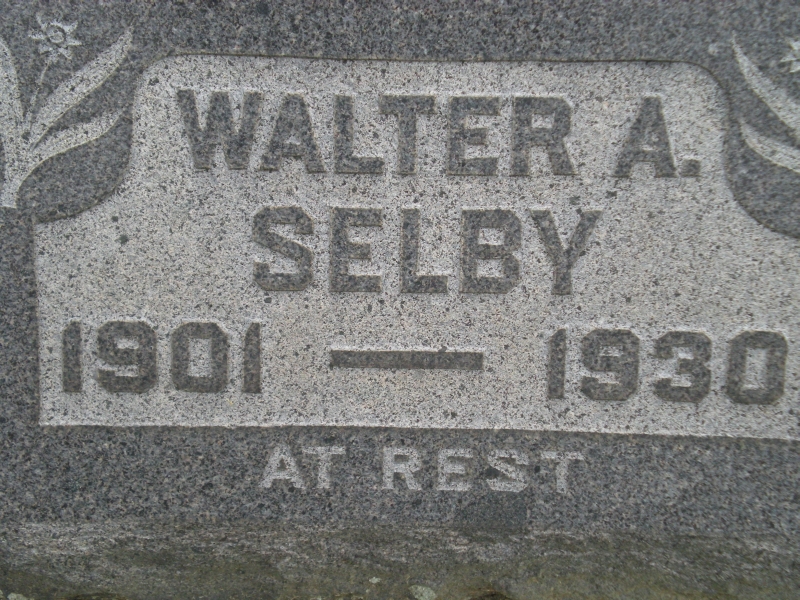 WALTER A.
SELBY
1901 — 1930
AT REST